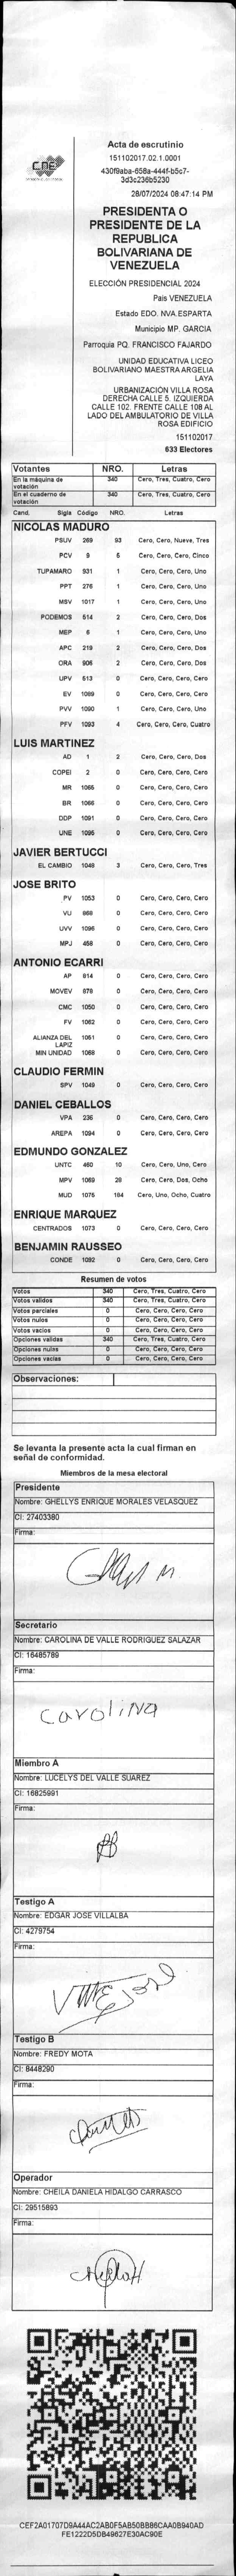 CNE
Acta de escrutinio
151102017.02.1.0001
430f9aba-658a-444f-b5c7-
3d3c236b5230
28/07/2024 08:47:14 PM
PRESIDENTA O
PRESIDENTE DE LA
REPUBLICA
BOLIVARIANA DE
VENEZUELA
ELECCIÓN PRESIDENCIAL 2024
Pais VENEZUELA
Estado EDO. NVA.ESPARTA
Municipio MP. GARCIA
Parroquia PQ. FRANCISCO FAJARDO
UNIDAD EDUCATIVA LICEO
BOLIVARIANO MAESTRA ARGELIA
LAYA
URBANIZACIÓN VILLA ROSA
DERECHA CALLE 5. IZQUIERDA
CALLE 102. FRENTE CALLE 10B AL
LADO DEL AMBULATORIO DE VILLA
ROSA EDIFICIO
151102017
633 Electores
Votantes NRO. Letras
En la máquina de votación 340 Cero, Tres, Cuatro, Cero
En el cuaderno de votación 340 Cero, Tres, Cuatro, Cero
Cand. Sigla Código NRO. Letras
NICOLAS MADURO
PSUV 269 93 Cero, Cero, Nueve, Tres
PCV 9 5 Cero, Cero, Cero, Cinco
TUPAMARO 931 1 Cero, Cero, Cero, Uno
PPT 276 1 Cero, Cero, Cero, Uno
MSV 1017 1 Cero, Cero, Cero, Uno
PODEMOS 514 2 Cero, Cero, Cero, Dos
MEP 6 1 Cero, Cero, Cero, Uno
APC 219 2 Cero, Cero, Cero, Dos
ORA 906 2 Cero, Cero, Cero, Dos
UPV 513 0 Cero, Cero, Cero, Cero
EV 1089 0 Cero, Cero, Cero, Cero
PVV 1090 1 Cero, Cero, Cero, Uno
PFV 1093 4 Cero, Cero, Cero, Cuatro
LUIS MARTINEZ
AD 1 2 Cero, Cero, Cero, Dos
COPEI 2 0 Cero, Cero, Cero, Cero
MR 1065 0 Cero, Cero, Cero, Cero
BR 1066 0 Cero, Cero, Cero, Cero
DDP 1091 0 Cero, Cero, Cero, Cero
UNE 1095 0 Cero, Cero, Cero, Cero
JAVIER BERTUCCI
EL CAMBIO 1048 3 Cero, Cero, Cero, Tres
JOSE BRITO
PV 1053 0 Cero, Cero, Cero, Cero
VU 868 0 Cero, Cero, Cero, Cero
UVV 1096 0 Cero, Cero, Cero, Cero
MPJ 458 0 Cero, Cero, Cero, Cero
ANTONIO ECARRI
AP 814 0 Cero, Cero, Cero, Cero
MOVEV 878 0 Cero, Cero, Cero, Cero
CMC 1050 0 Cero, Cero, Cero, Cero
FV 1062 0 Cero, Cero, Cero, Cero
ALIANZA DEL LAPIZ 1051 0 Cero, Cero, Cero, Cero
MIN UNIDAD 1068 0 Cero, Cero, Cero, Cero
CLAUDIO FERMIN
SPV 1049 0 Cero, Cero, Cero, Cero
DANIEL CEBALLOS
VPA 236 0 Cero, Cero, Cero, Cero
AREPA 1094 0 Cero, Cero, Cero, Cero
EDMUNDO GONZALEZ
UNTC 460 10 Cero, Cero, Uno, Cero
MPV 1069 28 Cero, Cero, Dos, Ocho
MUD 1075 184 Cero, Uno, Ocho, Cuatro
ENRIQUE MARQUEZ
CENTRADOS 1073 0 Cero, Cero, Cero, Cero
BENJAMIN RAUSSEO
CONDE 1092 0 Cero, Cero, Cero, Cero
Resumen de votos
Votos 340 Cero, Tres, Cuatro, Cero
Votos validos 340 Cero, Tres, Cuatro, Cero
Votos parciales 0 Cero, Cero, Cero, Cero
Votos nulos 0 Cero, Cero, Cero, Cero
Votos vacios 0 Cero, Cero, Cero, Cero
Opciones validas 340 Cero, Tres, Cuatro, Cero
Opciones nulas 0 Cero, Cero, Cero, Cero
Opciones vacias 0 Cero, Cero, Cero, Cero
Observaciones:
Se levanta la presente acta la cual firman en
señal de conformidad.
Miembros de la mesa electoral
Presidente
Nombre: GHELLYS ENRIQUE MORALES VELASQUEZ
CI: 27403380
Firma:
Secretario
Nombre: CAROLINA DE VALLE RODRIGUEZ SALAZAR
CI: 16485789
Firma:
Carolina
Miembro A
Nombre: LUCELYS DEL VALLE SUAREZ
CI: 16825991
Firma:
Testigo A
Nombre: EDGAR JOSE VILLALBA
CI: 4279754
Firma:
Testigo B
Nombre: FREDY MOTA
CI: 8448290
Firma:
Operador
Nombre: CHEILA DANIELA HIDALGO CARRASCO
CI: 29515893
Firma:
CEF2A01707D9A44AC2AB0F5AB50BB86CAA0B940AD
FE1222D5DB49627E30AC90E